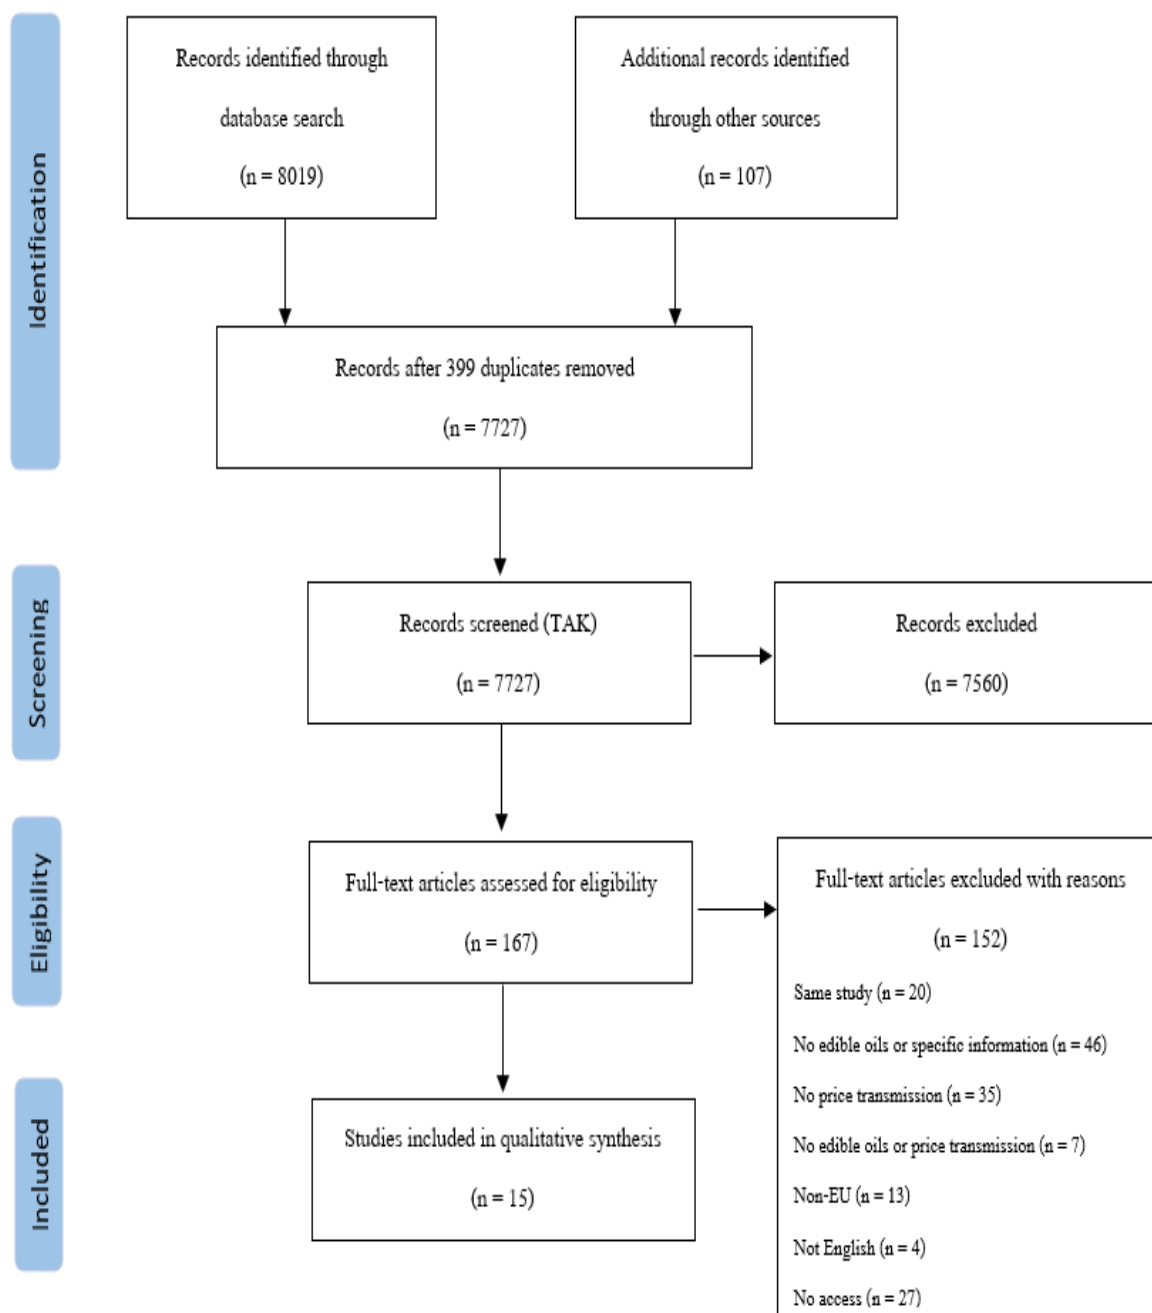 Identification
Records identified through
database search
(n = 8019)
Additional records identified
through other sources
(n = 107)
Records after 399 duplicates removed
(n = 7727)
Screening
Records screened (TAK)
(n = 7727)
Records excluded
(n = 7560)
Eligibility
Full-text articles assessed for eligibility
(n = 167)
Full-text articles excluded with reasons
(n = 152)
Same study (n = 20)
No edible oils or specific information (n = 46)
No price transmission (n = 35)
No edible oils or price transmission (n = 7)
Non-EU (n = 13)
Not English (n = 4)
No access (n = 27)
Included
Studies included in qualitative synthesis
(n = 15)